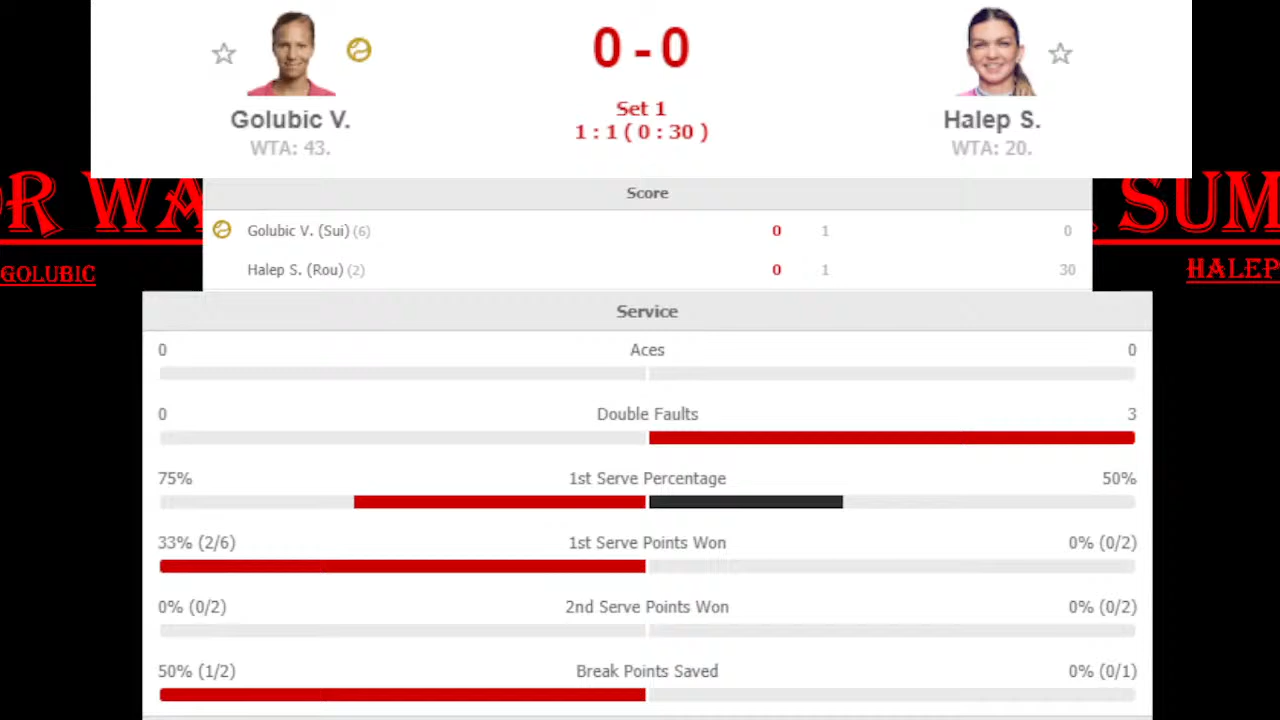 0 - 0
Set 1
1 : 1 ( 0 : 30 )
Golubic V.
WTA: 43.
Halep S.
WTA: 20.
OR WA
SUM
GOLUBIC
HALEP
Score
Golubic V. (Sui) (6) 0 1 0
Halep S. (Rou) (2) 0 1 30
Service
0 Aces 0
0 Double Faults 3
75% 1st Serve Percentage 50%
33% (2/6) 1st Serve Points Won 0% (0/2)
0% (0/2) 2nd Serve Points Won 0% (0/2)
50% (1/2) Break Points Saved 0% (0/1)